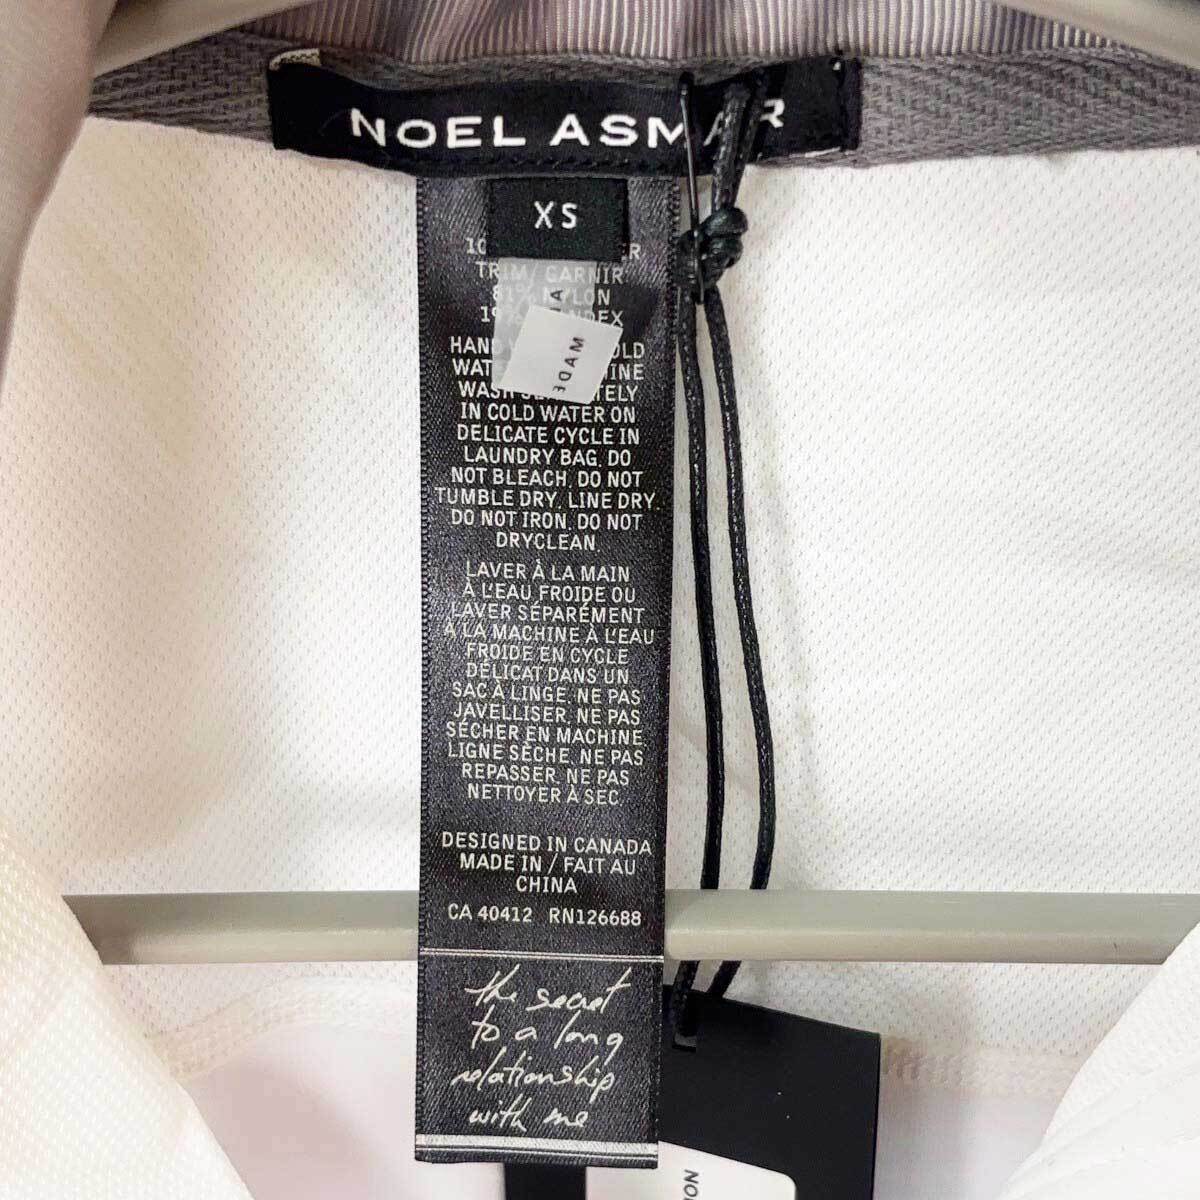 NOEL ASMAR
XS
TRIM/ GARNIR
81% NYLON
MADE
IN COLD WATER ON
DELICATE CYCLE IN
LAUNDRY BAG, DO
NOT BLEACH, DO NOT
TUMBLE DRY, LINE DRY,
DO NOT IRON, DO NOT
DRYCLEAN.
LAVER À LA MAIN
À L'EAU FROIDE OU
LAVER SÉPARÉMENT
À LA MACHINE À L'EAU
FROIDE EN CYCLE
DÉLICAT DANS UN
SAC À LINGE, NE PAS
JAVELLISER, NE PAS
SÉCHER EN MACHINE
LIGNE SÈCHE, NE PAS
REPASSER, NE PAS
NETTOYER À SEC.
DESIGNED IN CANADA
MADE IN / FAIT AU
CHINA
CA 40412 RN126688
the secret
to a long
relationship
with me